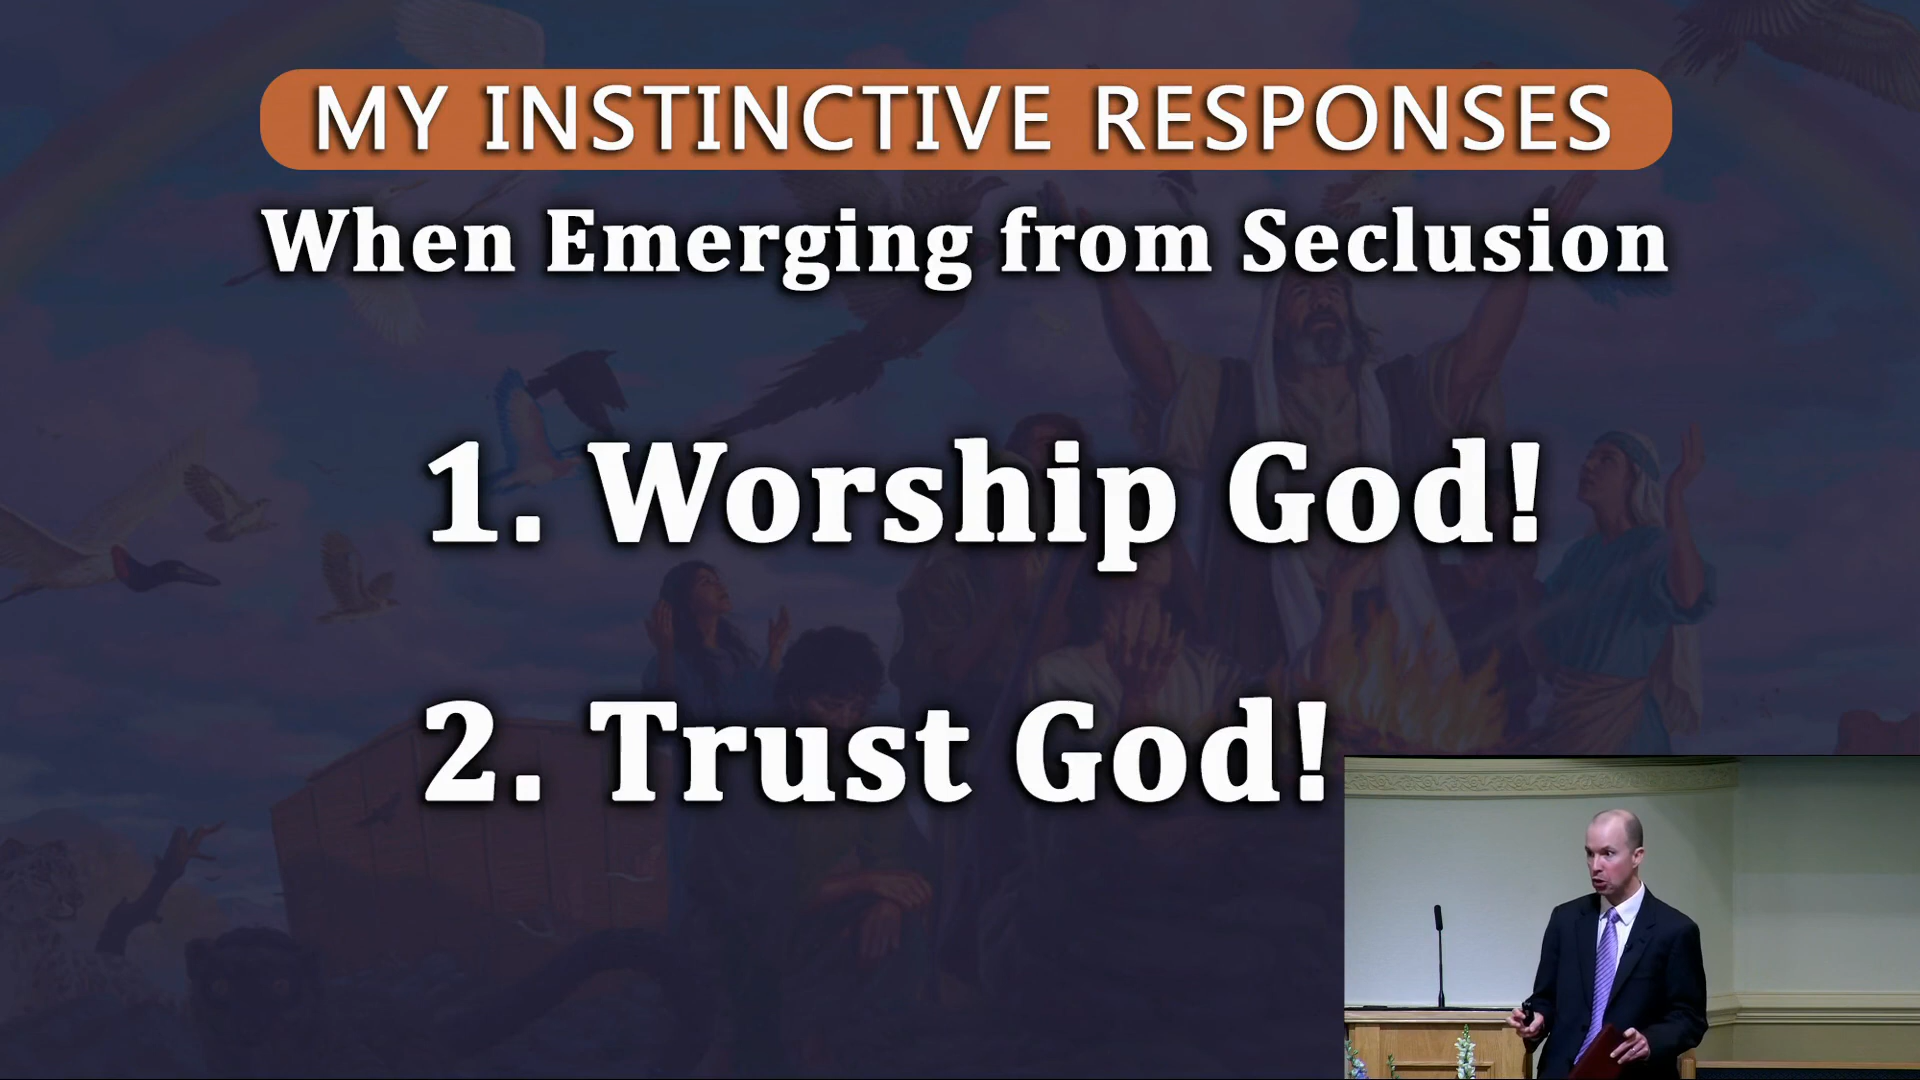 MY INSTINCTIVE RESPONSES
When Emerging from Seclusion
1. Worship God!
2. Trust God!